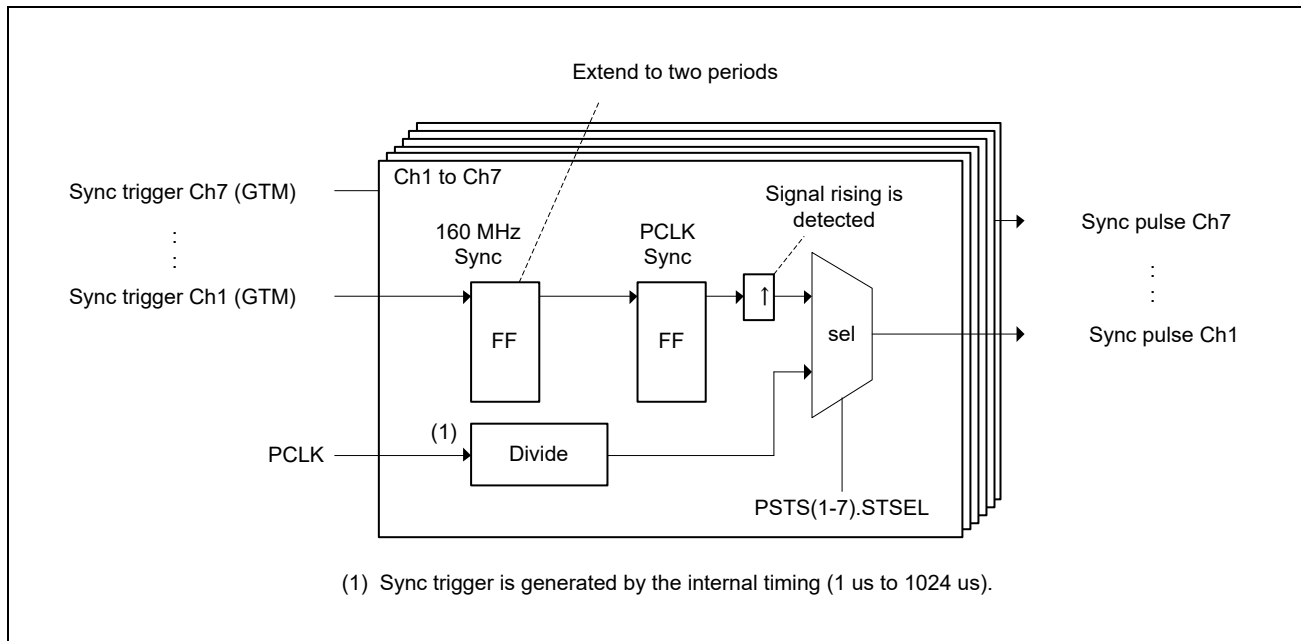 Extend to two periods
Ch1 to Ch7
Sync trigger Ch7 (GTM)
Signal rising is
detected
160 MHz
Sync
PCLK
Sync
Sync pulse Ch7
:
:
:
:
Sync trigger Ch1 (GTM)
↑
FF
FF
sel
Sync pulse Ch1
(1)
PCLK
Divide
PSTS(1-7).STSEL
(1) Sync trigger is generated by the internal timing (1 us to 1024 us).